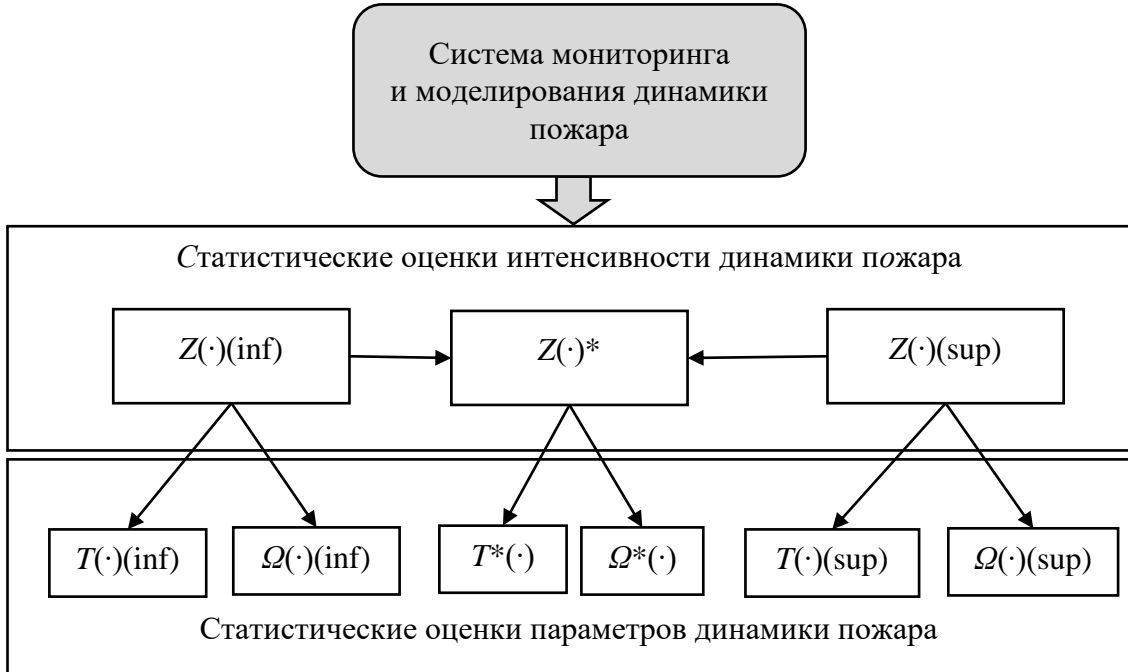 Система мониторинга
и моделирования динамики
пожара
Статистические оценки интенсивности динамики пожара
Z(·)(inf)
Z(·)*
Z(·)(sup)
T(·)(inf)
Ω(·)(inf)
T*(·)
Ω*(·)
T(·)(sup)
Ω(·)(sup)
Статистические оценки параметров динамики пожара